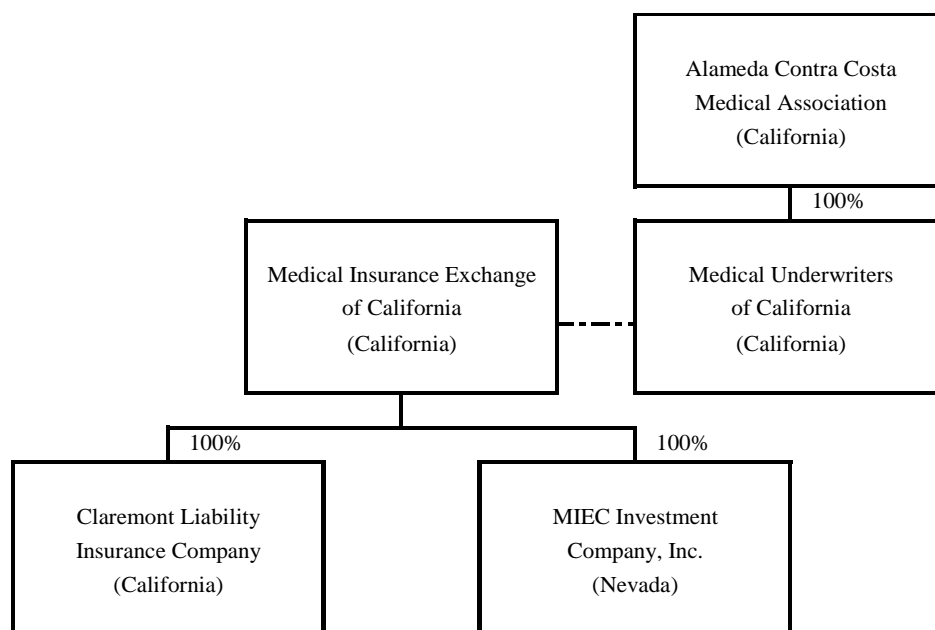 Alameda Contra Costa
Medical Association
(California)
100%
Medical Insurance Exchange
of California
(California)
Medical Underwriters
of California
(California)
100%
100%
Claremont Liability
Insurance Company
(California)
MIEC Investment
Company, Inc.
(Nevada)